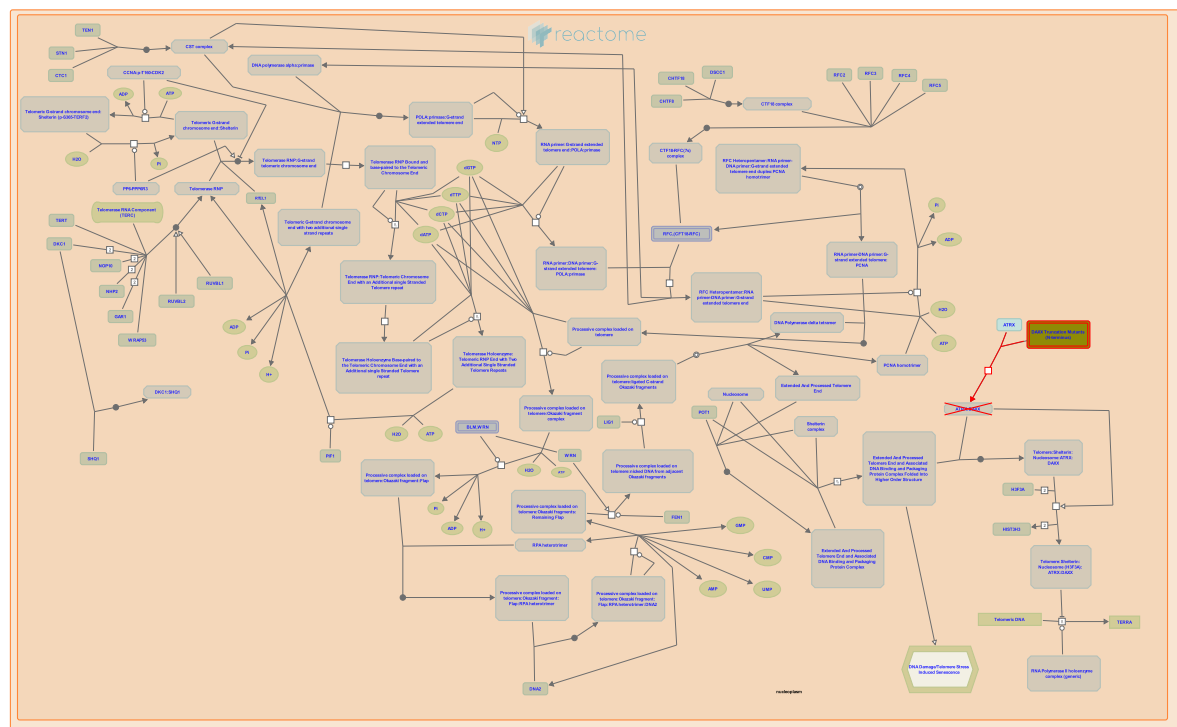 reactome
TEN1
STN1
CTC1
CST complex
CCNA:p-T160-CDK2
ADP
ATP
Telomeric G-strand
chromosome end:
Shelterin (p-S365-TERF2)
Telomeric G-strand
chromosome end:Shelterin
H2O
Pi
PP6-PPP6R3
Telomerase RNP
Telomerase RNP:G-strand
telomeric chromosome end
Telomerase RNP Bound and
base-paired to the Telomeric
Chromosome End
Telomerase RNA Component
(TERC)
TERT
DKC1
NOP10
NHP2
GAR1
WRAP53
RUVBL2
RUVBL1
Telomeric G-strand chromosome
end with two additional single
strand repeats
ADP
Pi
H+
DKC1:SHQ1
SHQ1
PIF1
DNA polymerase alpha:primase
POLA primase:G-strand
extended telomere end
NTP
RNA primer:G-strand extended
telomere end:POLA:primase
dGTP
dTTP
dCTP
dATP
Telomerase RNP:Telomeric Chromosome
End with an Additional single Stranded
Telomere repeat
Telomerase Holoenzyme Base-paired to
the Telomeric Chromosome End with an
Additional single Stranded Telomere
repeat
Telomerase Holoenzyme:
Telomeric RNP End with Two
Additional Single Stranded
Telomere Repeats
H2O
ATP
RNA primer:DNA primer:G-
strand extended telomere:
POLA:primase
CHTF18
DSCC1
CHTF8
CTF18 complex
RFC2
RFC3
RFC4
RFC5
RFC Heteropentamer:RNA primer-
DNA primer:G-strand extended
telomere end duplex:PCNA
homotrimer
Pi
ADP
RNA primer-DNA primer:G-
strand extended telomere:
PCNA
RFC Heteropentamer:RNA
primer-DNA primer:G-strand
extended telomere end
H2O
ATP
DNA Polymerase delta tetramer
PCNA homotrimer
Processive complex loaded on
telomere
Processive complex loaded on
telomere:ligated C-strand
Okazaki fragments
Extended And Processed Telomere
End
Nucleosome
POT1
Shelterin
complex
LIG1
Processive complex loaded on
telomere:Okazaki fragment
complex
BLM,WRN
WRN
H2O
ATP
Processive complex loaded on
telomere:nicked DNA from adjacent
Okazaki fragments
Processive complex loaded on
telomere:Okazaki fragment:Flap
Pi
ADP
H+
Processive complex loaded on
telomere:Okazaki fragments:
Remaining Flap
FEN1
RPA heterotrimer
GMP
CMP
UMP
AMP
Processive complex loaded on
telomere:Okazaki fragment:
Flap:RPA heterotrimer
Processive complex loaded on
telomere:Okazaki fragment:
Flap:RPA heterotrimer:DNA2
DNA2
Extended And Processed
Telomere End and Associated
DNA Binding and Packaging
Protein Complex Folded Into
Higher Order Structure
Extended And Processed
Telomere End and Associated
DNA Binding and Packaging
Protein Complex
ATRX
DAXX Truncation Mutants
Telomere:Shelterin:
Nucleosome:ATRX:
DAXX
H3F3A
HIST1H3
Telomere:Shelterin:
Nucleosome (H3F3A):
ATRX:DAXX
Telomeric DNA
TERRA
RNA Polymerase II holoenzyme
complex (generic)
DNA Damage/Telomere Stress
Induced Senescence
nucleoplasm